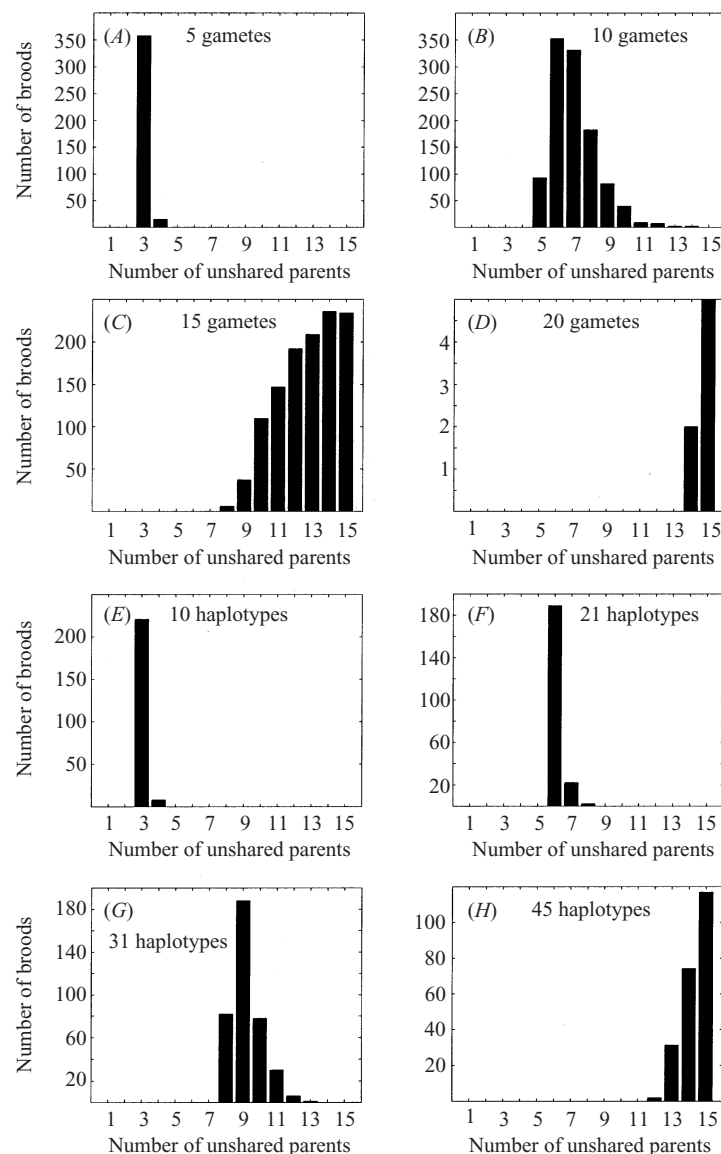 (A) 5 gametes
350
300
250
200
150
100
50
Number of broods
1 3 5 7 9 11 13 15
Number of unshared parents
(B) 10 gametes
350
300
250
200
150
100
50
Number of broods
1 3 5 7 9 11 13 15
Number of unshared parents
(C) 15 gametes
200
150
100
50
Number of broods
1 3 5 7 9 11 13 15
Number of unshared parents
(D) 20 gametes
4
3
2
1
Number of broods
1 3 5 7 9 11 13 15
Number of unshared parents
(E) 10 haplotypes
200
150
100
50
Number of broods
1 3 5 7 9 11 13 15
Number of unshared parents
(F) 21 haplotypes
180
140
100
60
20
1 3 5 7 9 11 13 15
Number of unshared parents
(G)
31 haplotypes
180
140
100
60
20
Number of broods
1 3 5 7 9 11 13 15
Number of unshared parents
(H) 45 haplotypes
100
80
60
40
20
1 3 5 7 9 11 13 15
Number of unshared parents